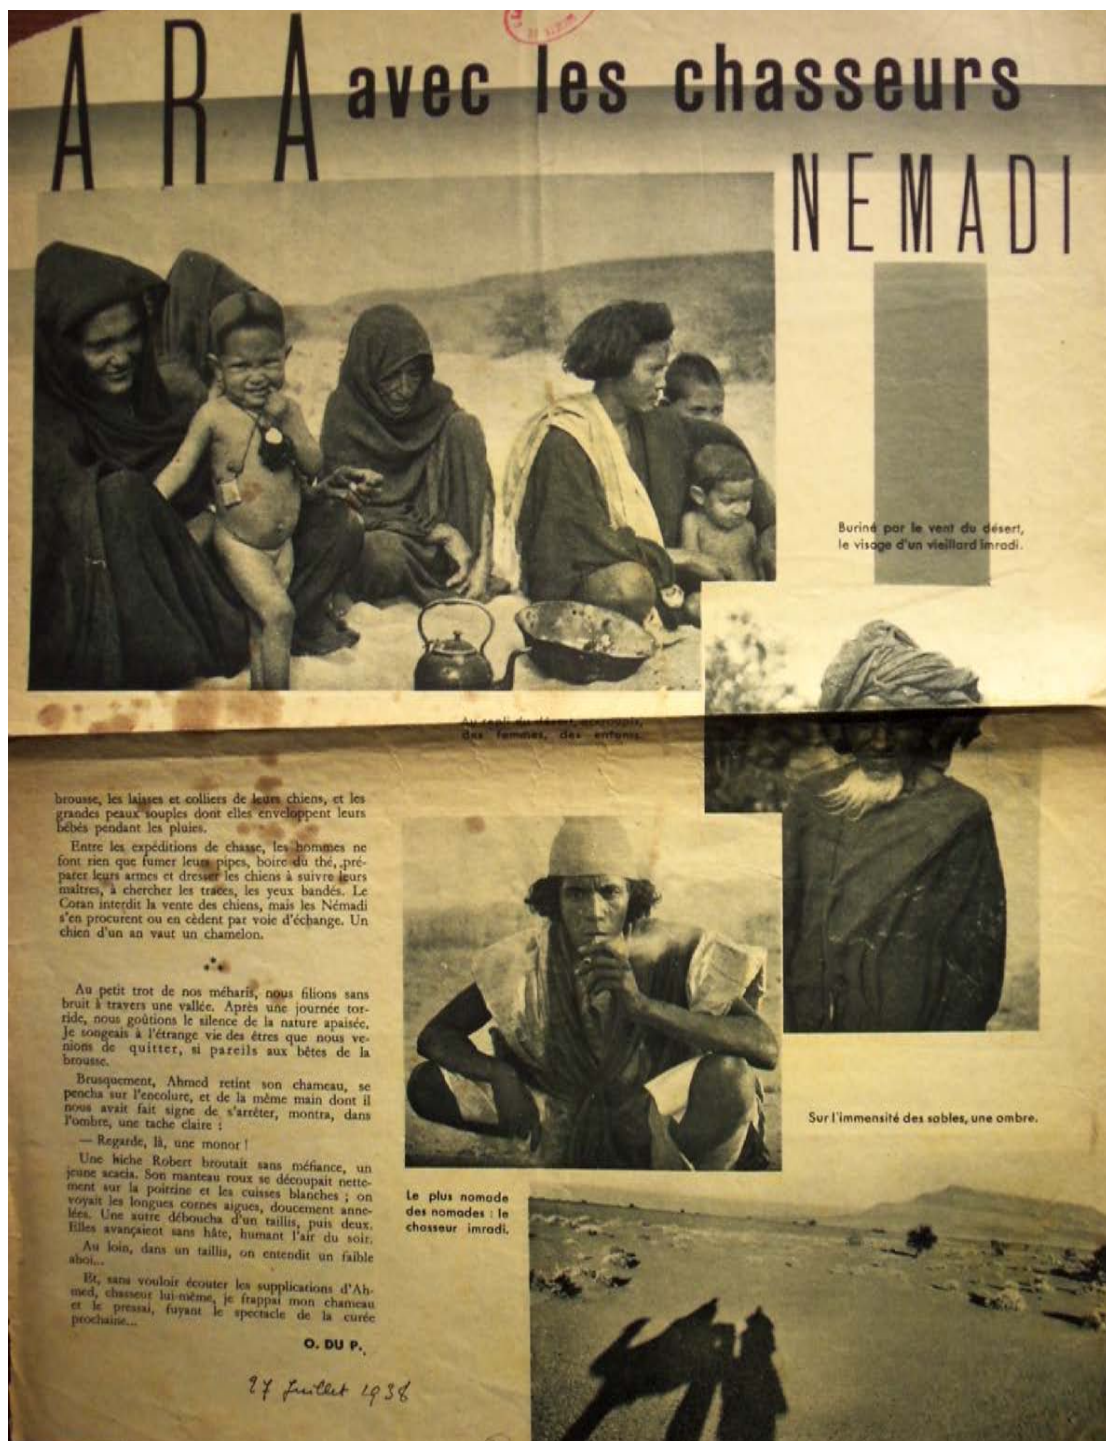 ARA avec les chasseurs
NEMADI
Buriné par le vent du désert,
le visage d'un vieillard imradi.
Au repli du désert, accroupis,
des femmes, des enfants.
brousse, les laisses et colliers de leurs chiens, et les
grandes peaux souples dont elles enveloppent leurs
bébés pendant les pluies.
Entre les expéditions de chasse, les hommes ne
font rien que fumer leurs pipes, boire du thé, pré-
parer leurs armes et dresser les chiens à suivre leurs
maîtres, à chercher les traces, les yeux bandés. Le
Coran interdit la vente des chiens, mais les Némadi
s'en procurent ou en cèdent par voie d'échange. Un
chien d'un an vaut un chamelon.
Au petit trot de nos méharis, nous filions sans
bruit à travers une vallée. Après une journée tor-
ride, nous goûtions le silence de la nature apaisée.
Je songeais à l'étrange vie des êtres que nous ve-
nions de quitter, si pareils aux bêtes de la
brousse.
Brusquement, Ahmed retint son chameau, se
pencha sur l'encolure, et de la même main dont il
nous avait fait signe de s'arrêter, montra, dans
l'ombre, une tache claire :
— Regarde, là, une monor !
Une biche Robert broutait sans méfiance, un
jeune acacia. Son manteau roux se découpait nette-
ment sur la poitrine et les cuisses blanches ; on
voyait les longues cornes aigues, doucement anne-
lées. Une autre déboucha d'un taillis, puis deux.
Elles avançaient sans hâte, humant l'air du soir.
Au loin, dans un taillis, on entendit un faible
aboi...
Et, sans vouloir écouter les supplications d'Ah-
med, chasseur lui-même, je frappai mon chameau
et le pressai, fuyant le spectacle de la curée
prochaine...
O. DU P.
27 Juillet 1938
Le plus nomade
des nomades : le
chasseur imradi.
Sur l'immensité des sables, une ombre.